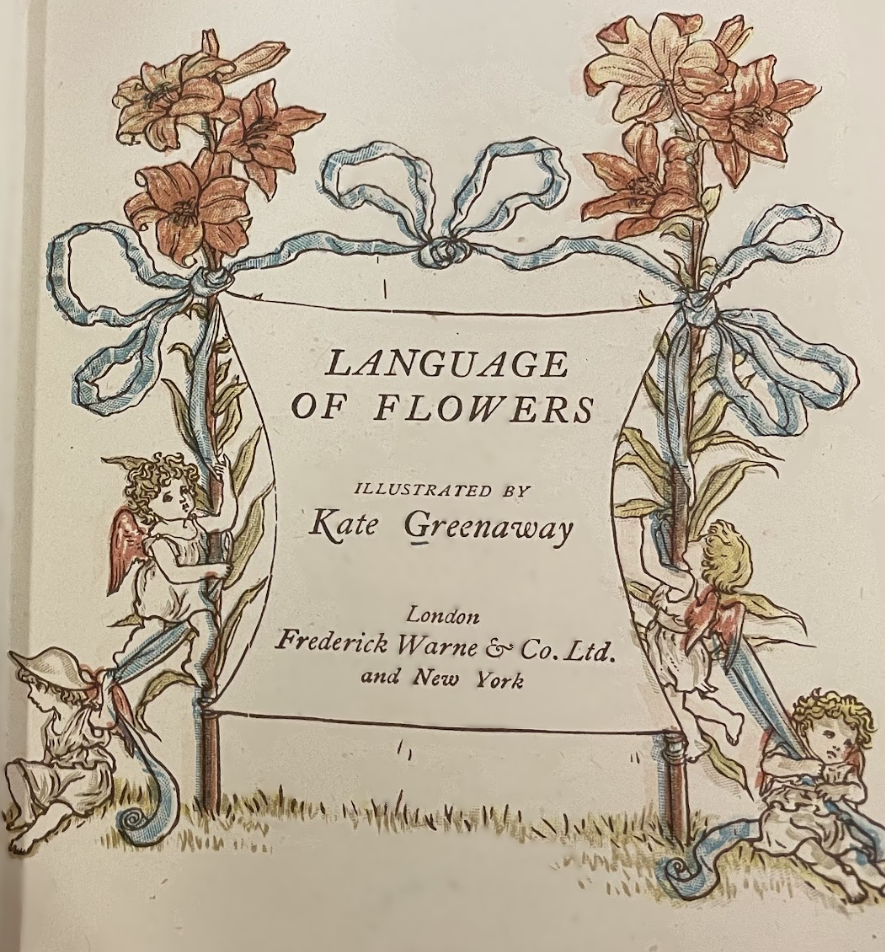 LANGUAGE
OF FLOWERS
ILLUSTRATED BY
Kate Greenaway
London
Frederick Warne & Co. Ltd.
and New York